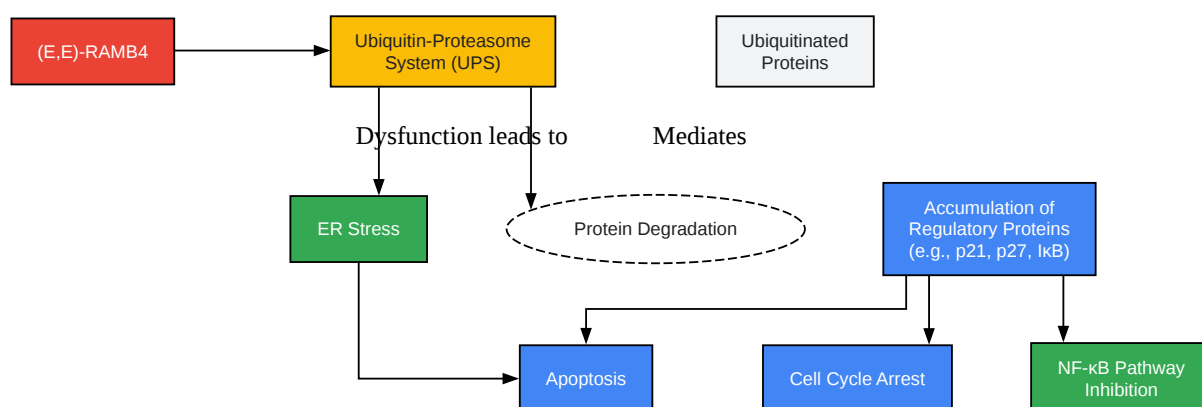 (E,E)-RAMB4
Ubiquitin-Proteasome
System (UPS)
Ubiquitinated
Proteins
Dysfunction leads to
Mediates
ER Stress
Protein Degradation
Accumulation of
Regulatory Proteins
(e.g., p21, p27, IκB)
Apoptosis
Cell Cycle Arrest
NF-κB Pathway
Inhibition